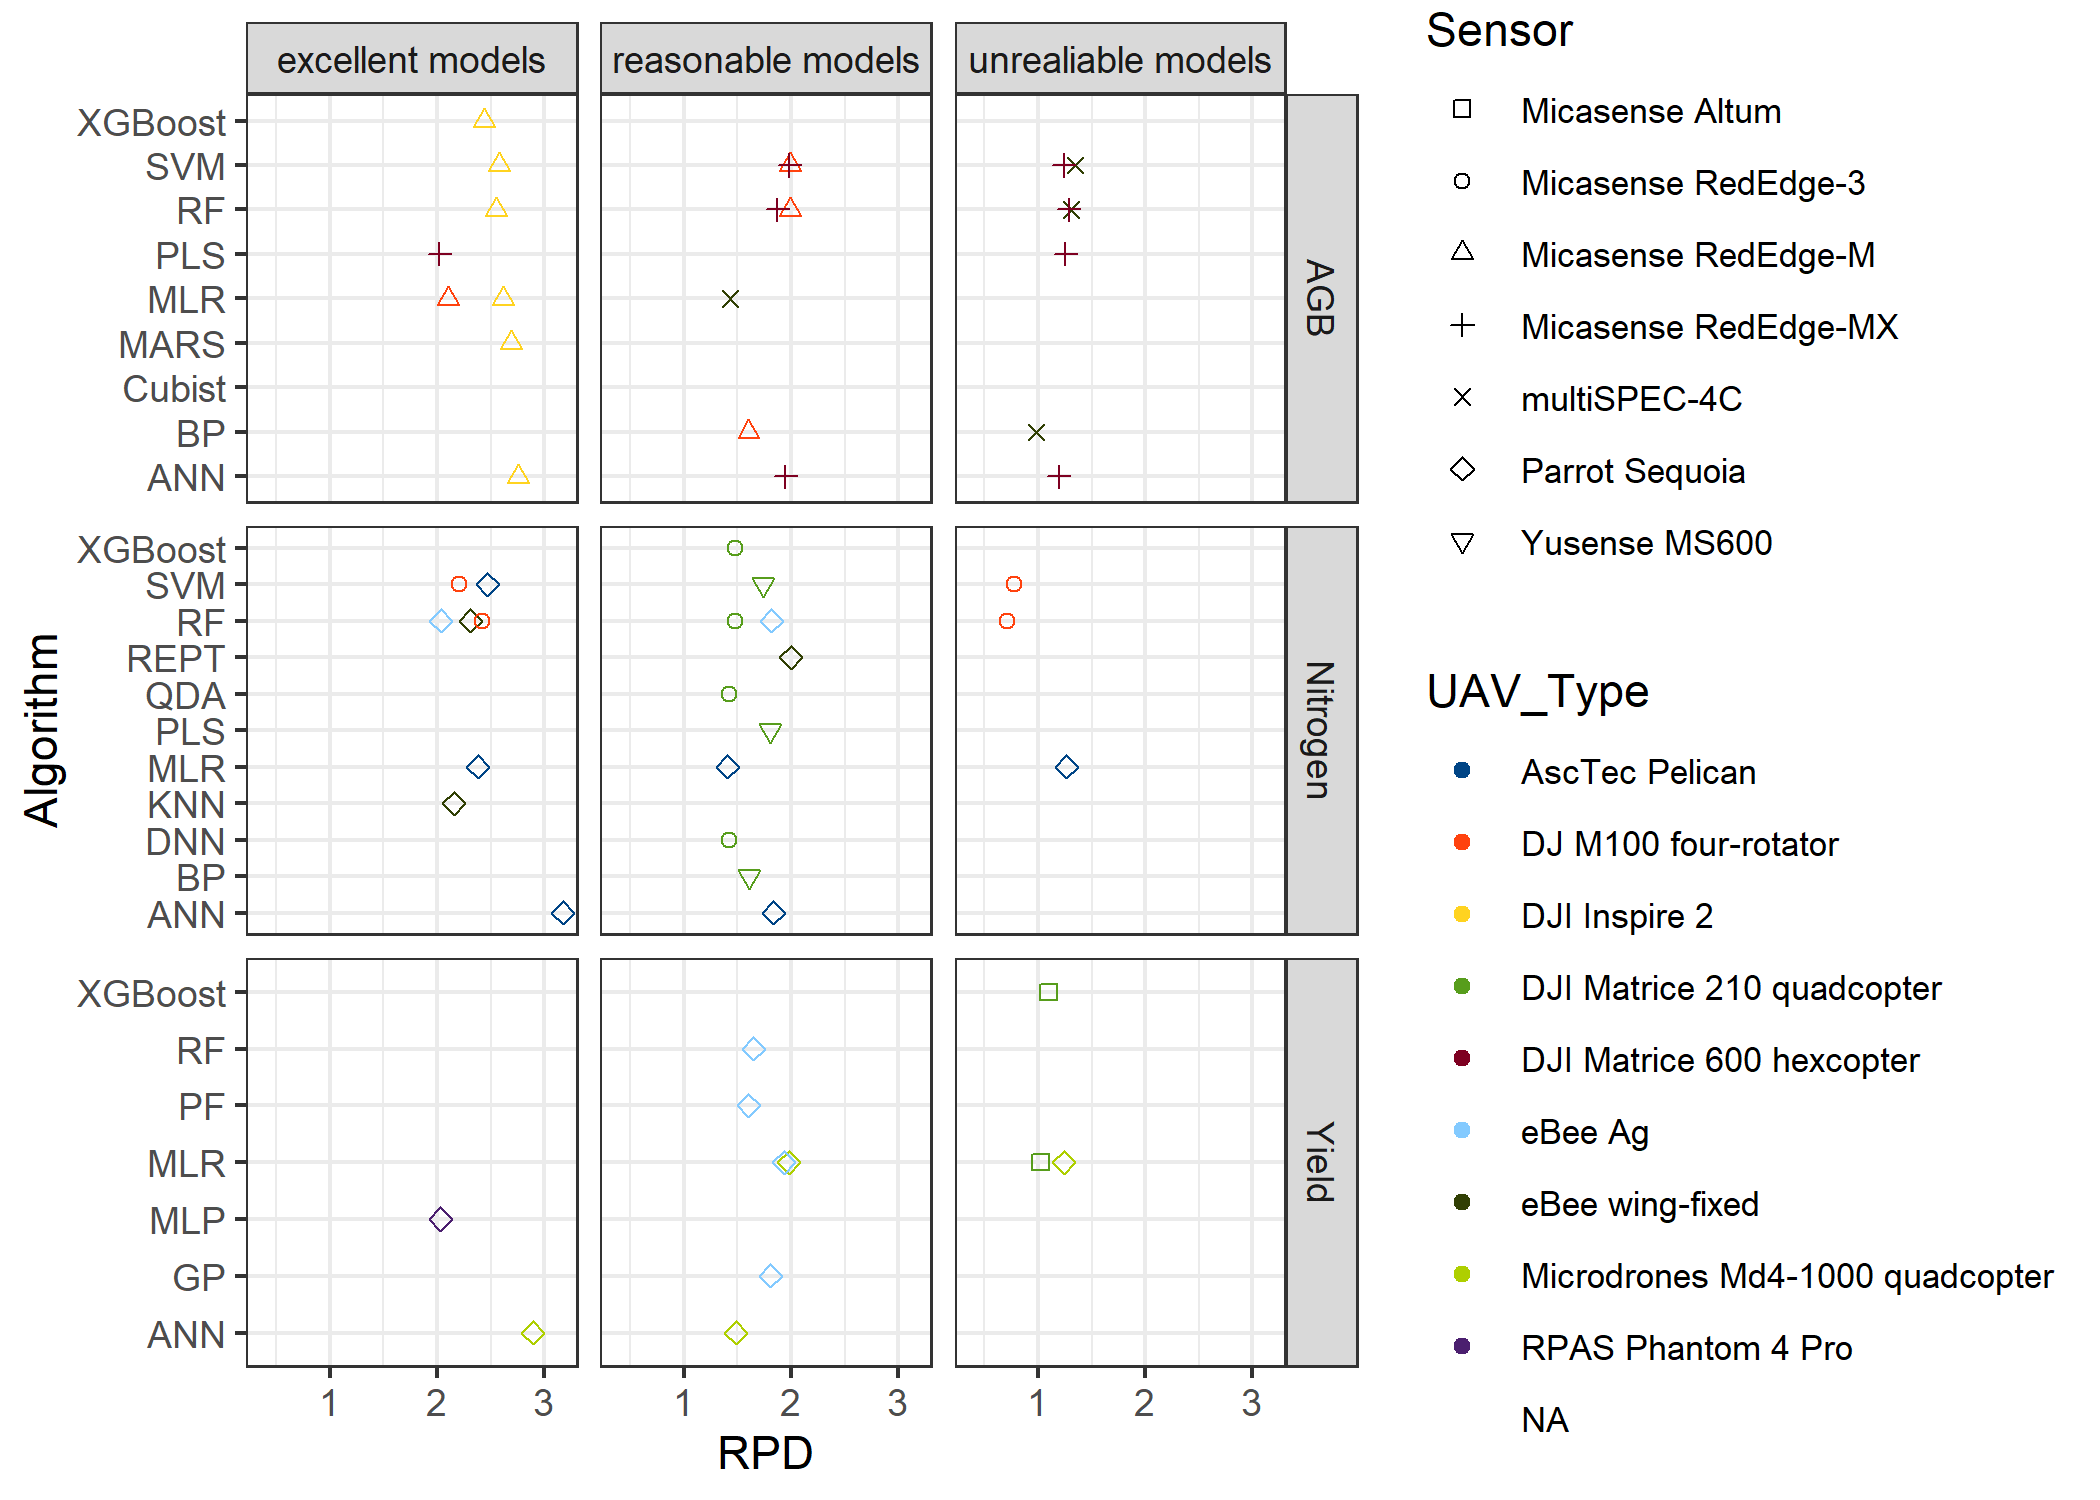 excellent models
reasonable models
unrealiable models
XGBoost
SVM
RF
PLS
MLR
MARS
Cubist
BP
ANN
AGB
XGBoost
SVM
RF
REPT
QDA
PLS
MLR
KNN
DNN
BP
ANN
Nitrogen
XGBoost
RF
PF
MLR
MLP
GP
ANN
Yield
Algorithm
1 2 3
1 2 3
1 2 3
RPD
Sensor
Micasense Altum
Micasense RedEdge-3
Micasense RedEdge-M
Micasense RedEdge-MX
multiSPEC-4C
Parrot Sequoia
Yusense MS600
UAV_Type
AscTec Pelican
DJ M100 four-rotator
DJI Inspire 2
DJI Matrice 210 quadcopter
DJI Matrice 600 hexcopter
eBee Ag
eBee wing-fixed
Microdrones Md4-1000 quadcopter
RPAS Phantom 4 Pro
NA